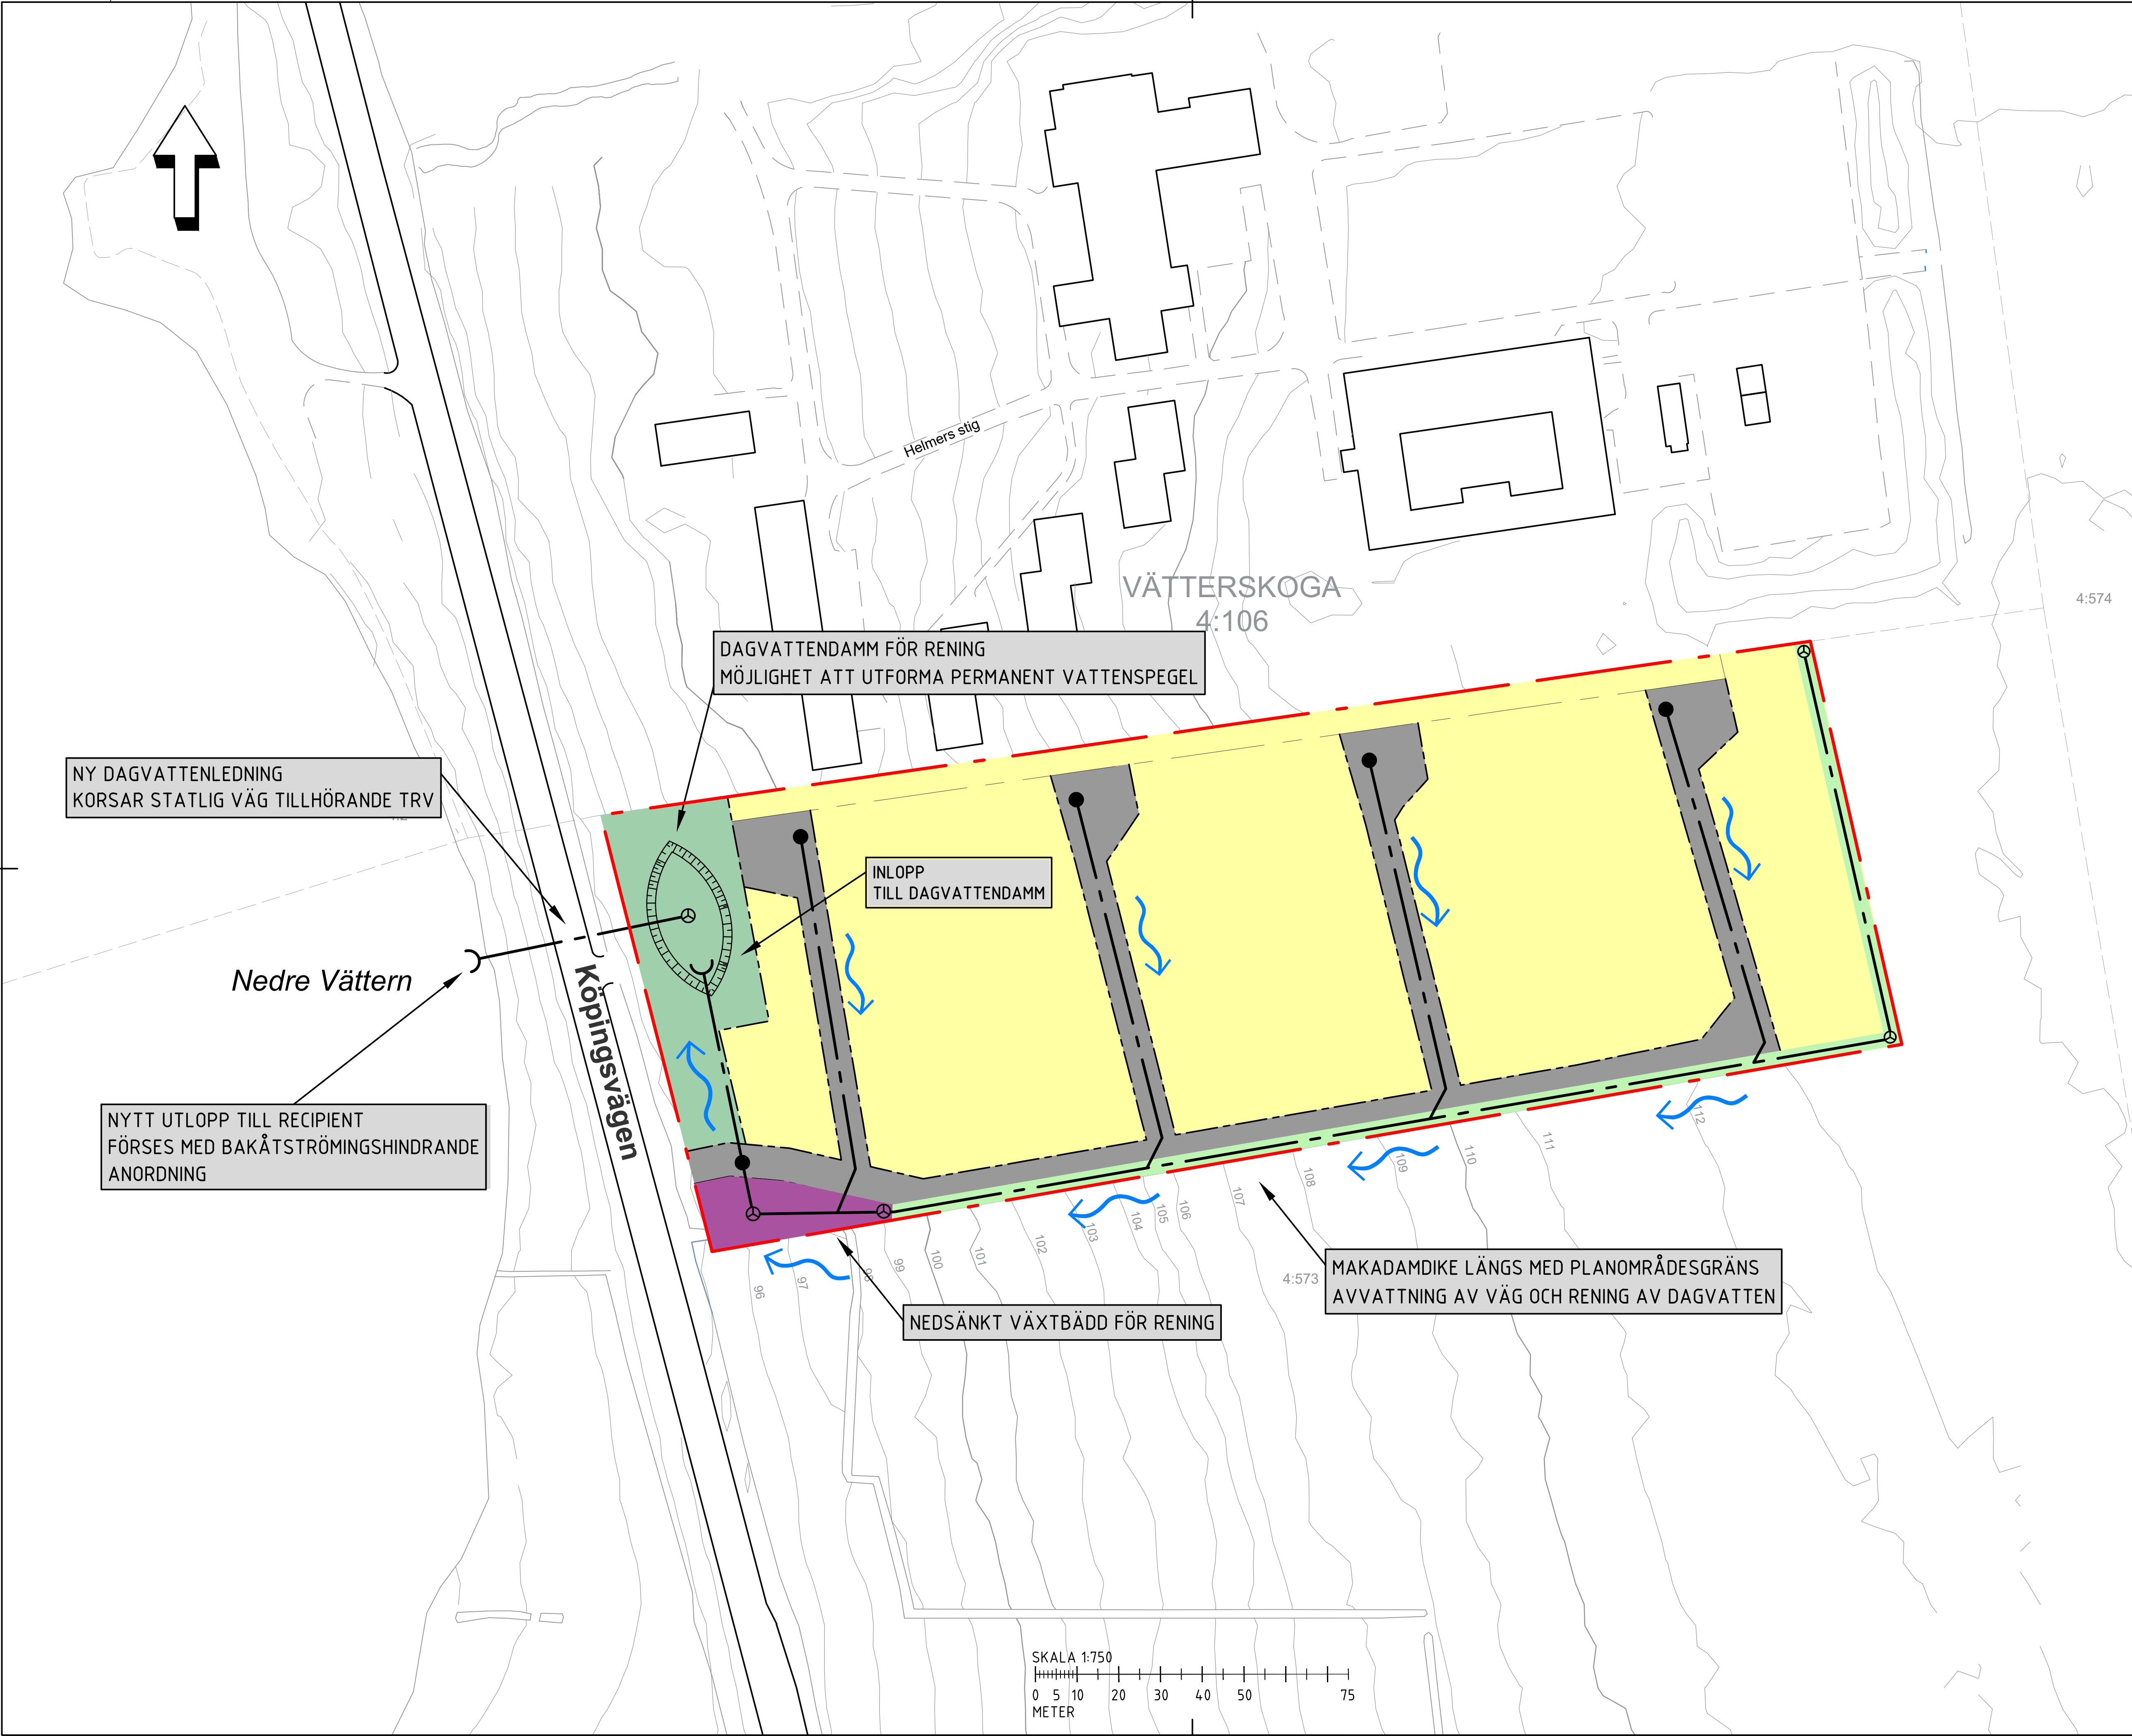 Helmers stig
VÄTTERSKOGA
4:106
4:574
DAGVATTENDAMM FÖR RENING
MÖJLIGHET ATT UTFORMA PERMANENT VATTENSPEGEL
NY DAGVATTENLEDNING
KORSAR STATLIG VÄG TILLHÖRANDE TRV
INLOPP
TILL DAGVATTENDAMM
Nedre Vättern
Köpingsvägen
NYTT UTLOPP TILL RECIPIENT
FÖRSES MED BAKÅTSTRÖMINGSHINDRANDE
ANORDNING
112
111
110
109
108
107
106
105
104
103
102
101
100
99
97
96
4:573
MAKADAMDIKE LÄNGS MED PLANOMRÅDESGRÄNS
AVVATTNING AV VÄG OCH RENING AV DAGVATTEN
NEDSÄNKT VÄXTBÄDD FÖR RENING
SKALA 1:750
0 5 10 20 30 40 50 75
METER